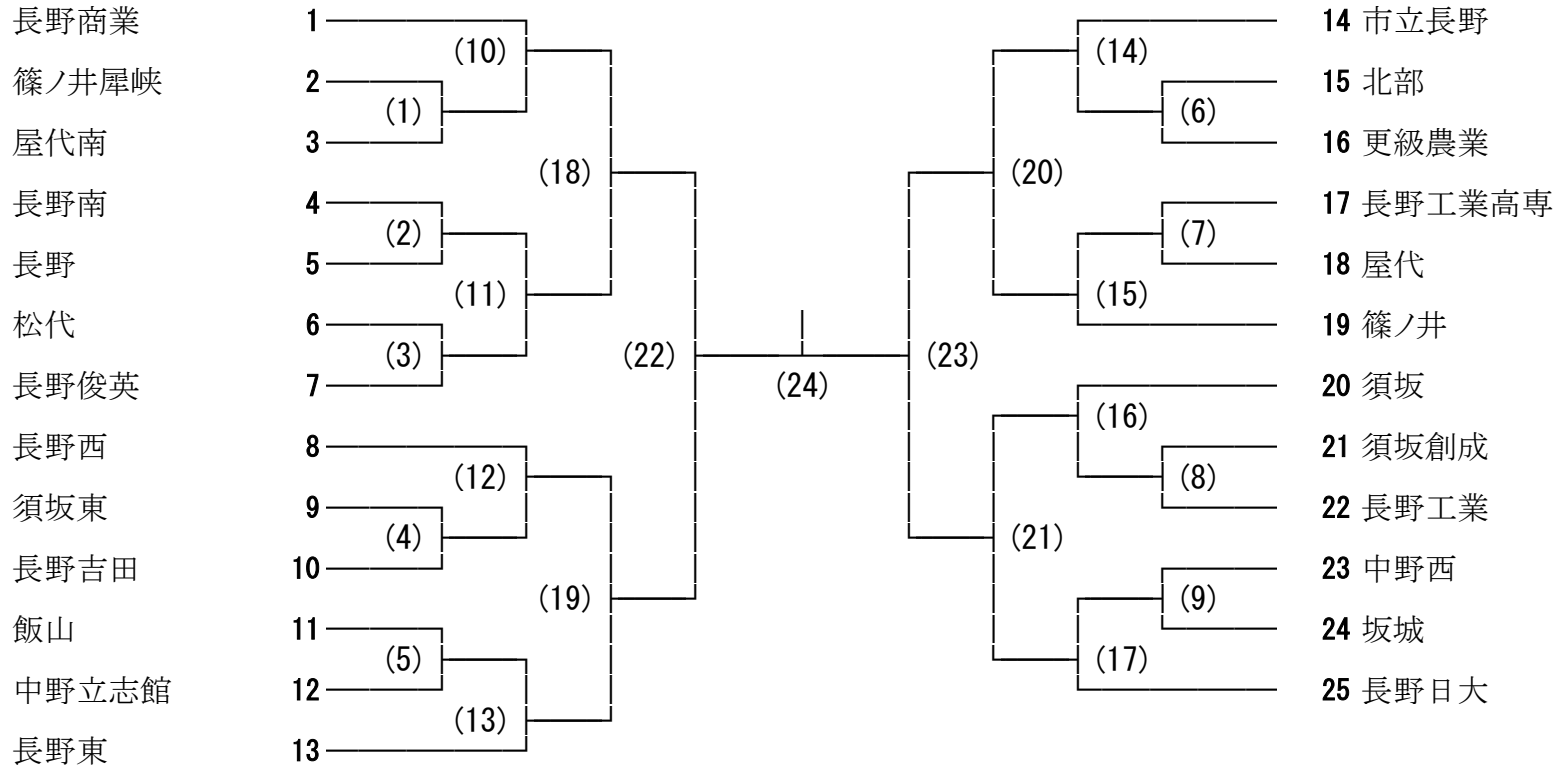 長野商業 1
(10)
篠ノ井犀峡 2
(1)
屋代南 3
(18)
長野南 4
(2)
長野 5
(11)
松代 6
(3)
(22)
長野俊英 7
長野西 8
(12)
須坂東 9
(4)
長野吉田 10
(19)
飯山 11
(5)
中野立志館 12
(13)
長野東 13
(24)
14 市立長野
(14)
15 北部
(6)
16 更級農業
(20)
17 長野工業高専
(7)
18 屋代
(15)
19 篠ノ井
(23)
20 須坂
(16)
21 須坂創成
(8)
22 長野工業
(21)
23 中野西
(9)
24 坂城
(17)
25 長野日大